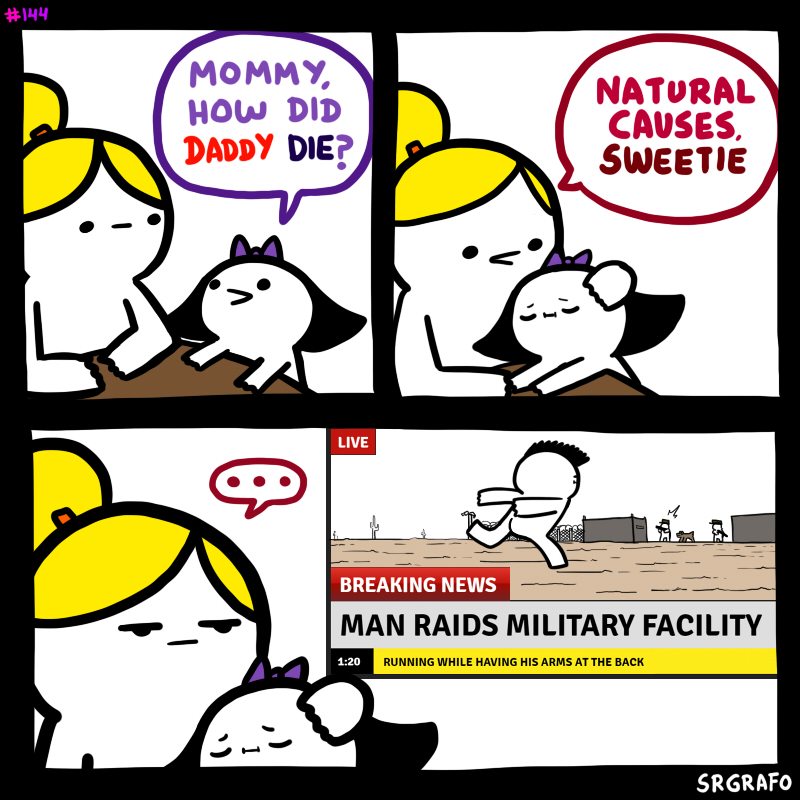 #144
MOMMY,
HOW DID
DADDY DIE?
NATURAL
CAUSES,
SWEETIE
...
LIVE
BREAKING NEWS
MAN RAIDS MILITARY FACILITY
1:20 RUNNING WHILE HAVING HIS ARMS AT THE BACK
SRGRAFO